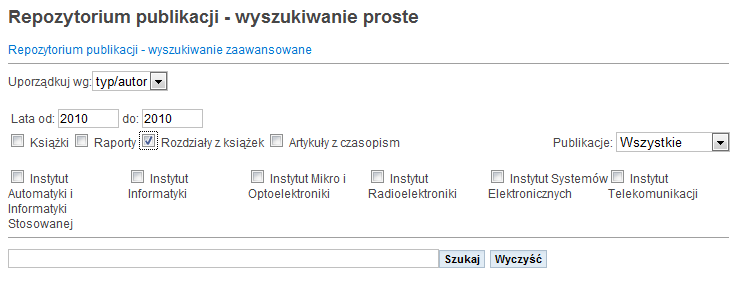 Repozytorium publikacji - wyszukiwanie proste
Repozytorium publikacji - wyszukiwanie zaawansowane
Uporządkuj wg: typ/autor
Lata od: 2010 do: 2010
Książki Raporty Rozdziały z książek Artykuły z czasopism Publikacje: Wszystkie
Instytut Automatyki i Informatyki Stosowanej
Instytut Informatyki
Instytut Mikro i Optoelektroniki
Instytut Radioelektroniki
Instytut Systemów Elektronicznych
Instytut Telekomunikacji
Szukaj Wyczyść